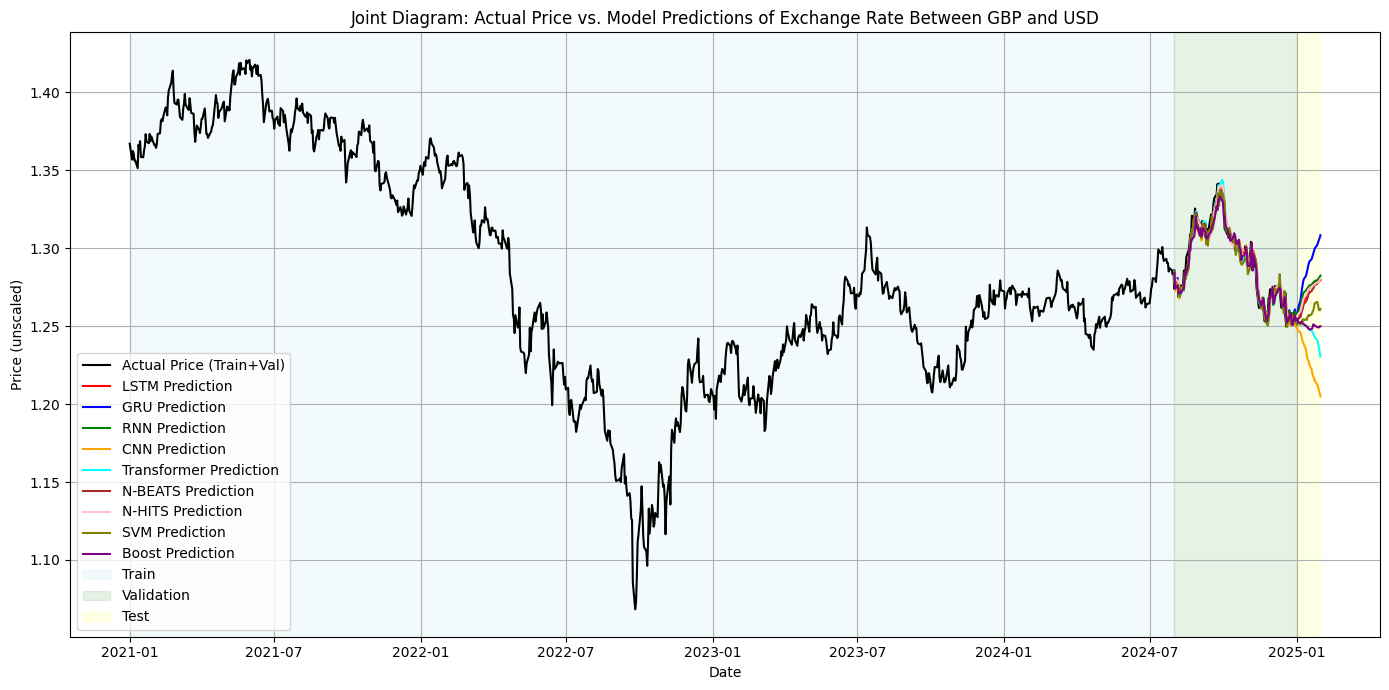 Joint Diagram: Actual Price vs. Model Predictions of Exchange Rate Between GBP and USD
Price (unscaled)
1.40
1.35
1.30
1.25
1.20
1.15
1.10
Actual Price (Train+Val)
LSTM Prediction
GRU Prediction
RNN Prediction
CNN Prediction
Transformer Prediction
N-BEATS Prediction
N-HITS Prediction
SVM Prediction
Boost Prediction
Train
Validation
Test
2021-01 2021-07 2022-01 2022-07 2023-01 2023-07 2024-01 2024-07 2025-01
Date